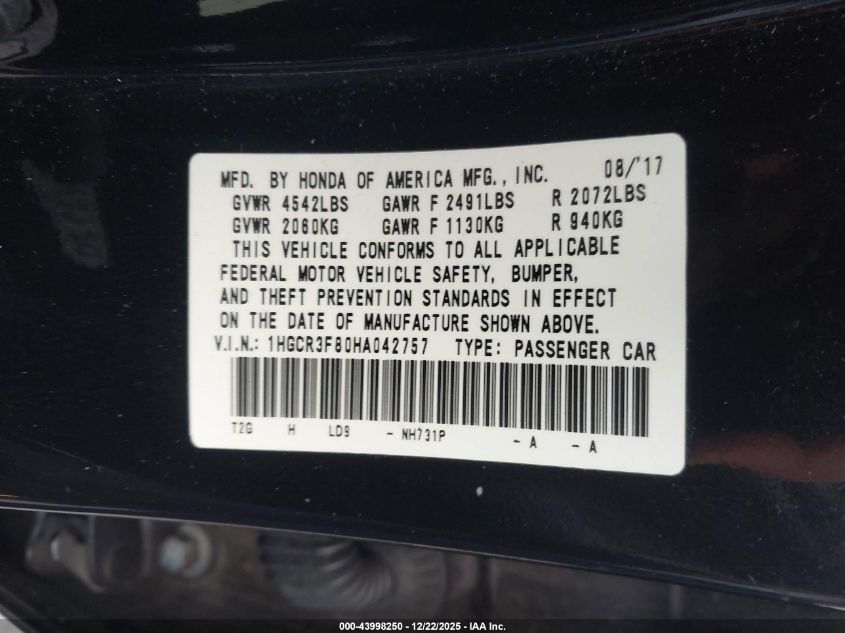 MFD. BY HONDA OF AMERICA MFG., INC. 08/'17
GVWR 4542LBS GAWR F 2491LBS R 2072LBS
GVWR 2060KG GAWR F 1130KG R 940KG
THIS VEHICLE CONFORMS TO ALL APPLICABLE
FEDERAL MOTOR VEHICLE SAFETY, BUMPER,
AND THEFT PREVENTION STANDARDS IN EFFECT
ON THE DATE OF MANUFACTURE SHOWN ABOVE.
V.I.N.: 1HGCR3F80HA042757 TYPE: PASSENGER CAR
T2G H LD9 - NH731P - A - A
000-43998250 - 12/22/2025 - IAA Inc.